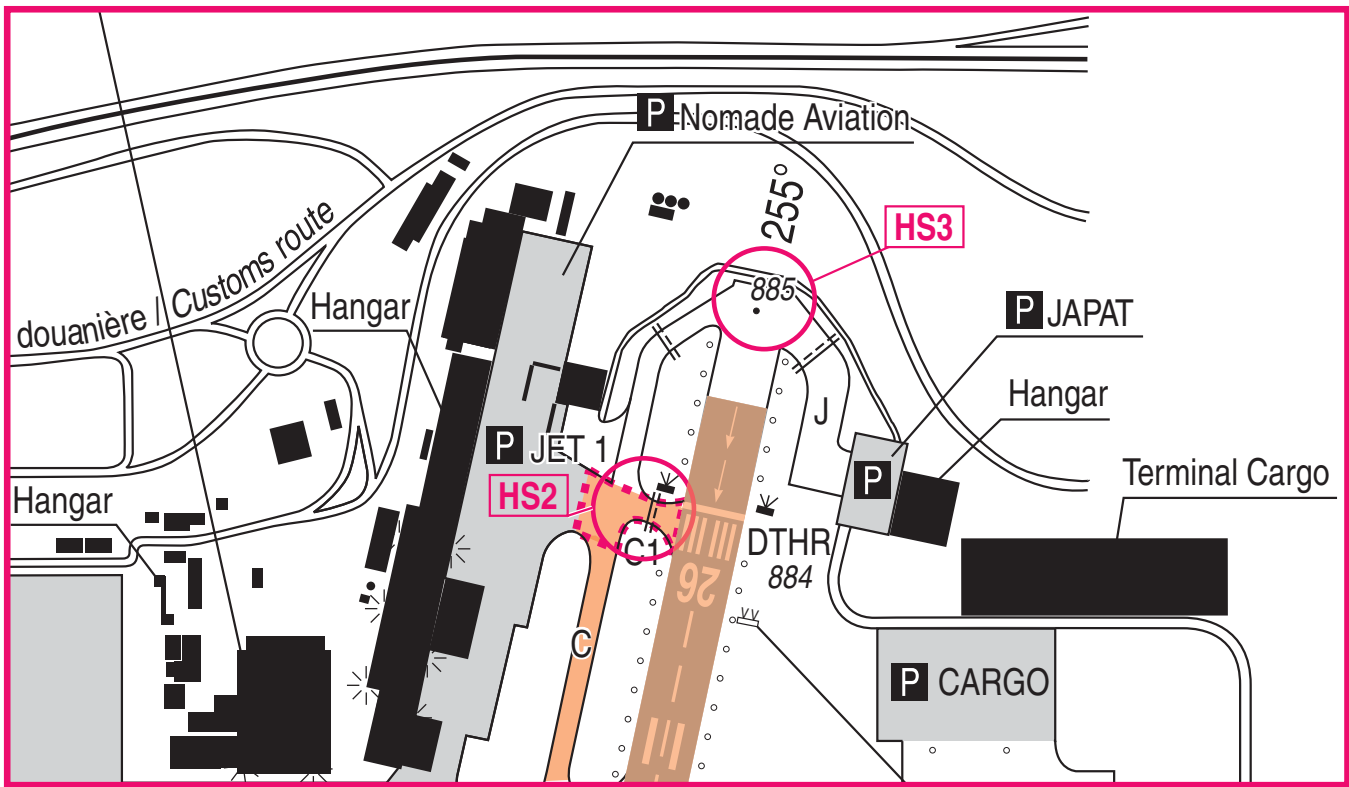 P Nomade Aviation
255°
HS3
douanière / Customs route
Hangar
885
P JAPAT
Hangar
J
P JET 1
P
Terminal Cargo
HS2
Hangar
C1
DTHR
884
26
C
P CARGO